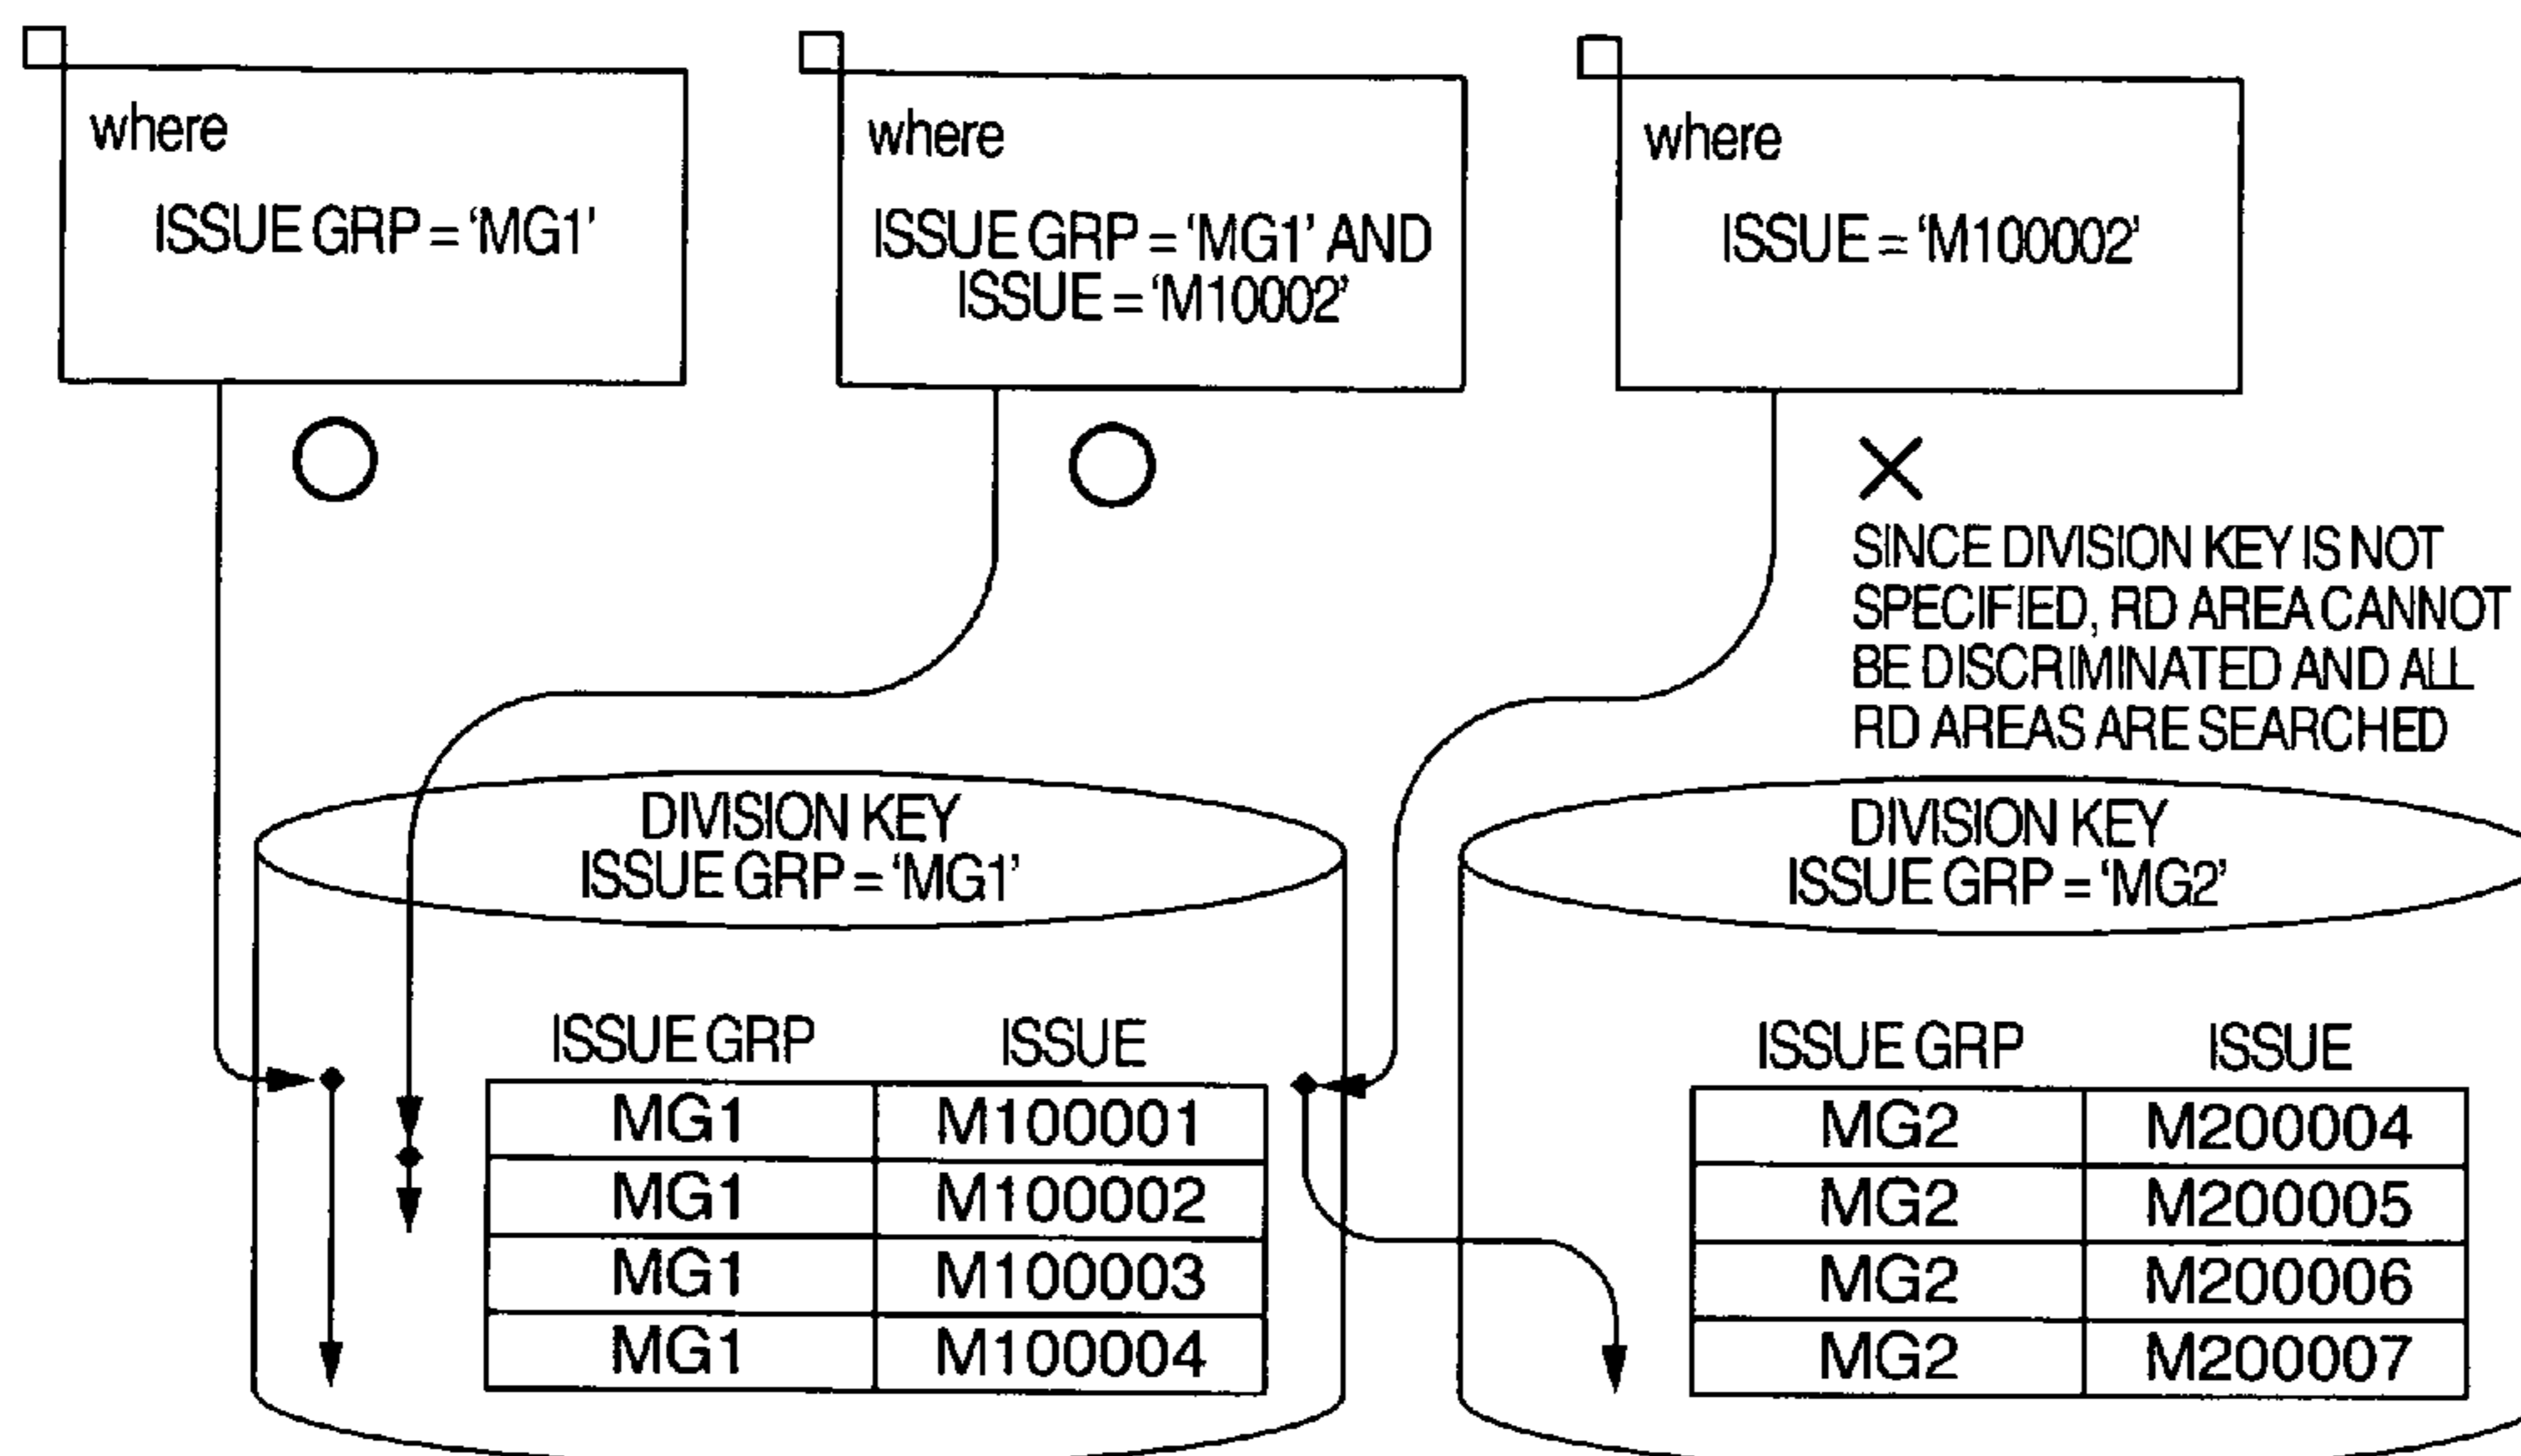 where
ISSUE GRP = ‘MG1’
where
ISSUE GRP = ‘MG1’ AND
ISSUE = ‘M10002’
where
ISSUE = ‘M100002’
SINCE DIVISION KEY IS NOT
SPECIFIED, RD AREA CANNOT
BE DISCRIMINATED AND ALL
RD AREAS ARE SEARCHED
DIVISION KEY
ISSUE GRP = ‘MG1’
ISSUE GRP ISSUE
MG1 M100001
MG1 M100002
MG1 M100003
MG1 M100004
DIVISION KEY
ISSUE GRP = ‘MG2’
ISSUE GRP ISSUE
MG2 M200004
MG2 M200005
MG2 M200006
MG2 M200007